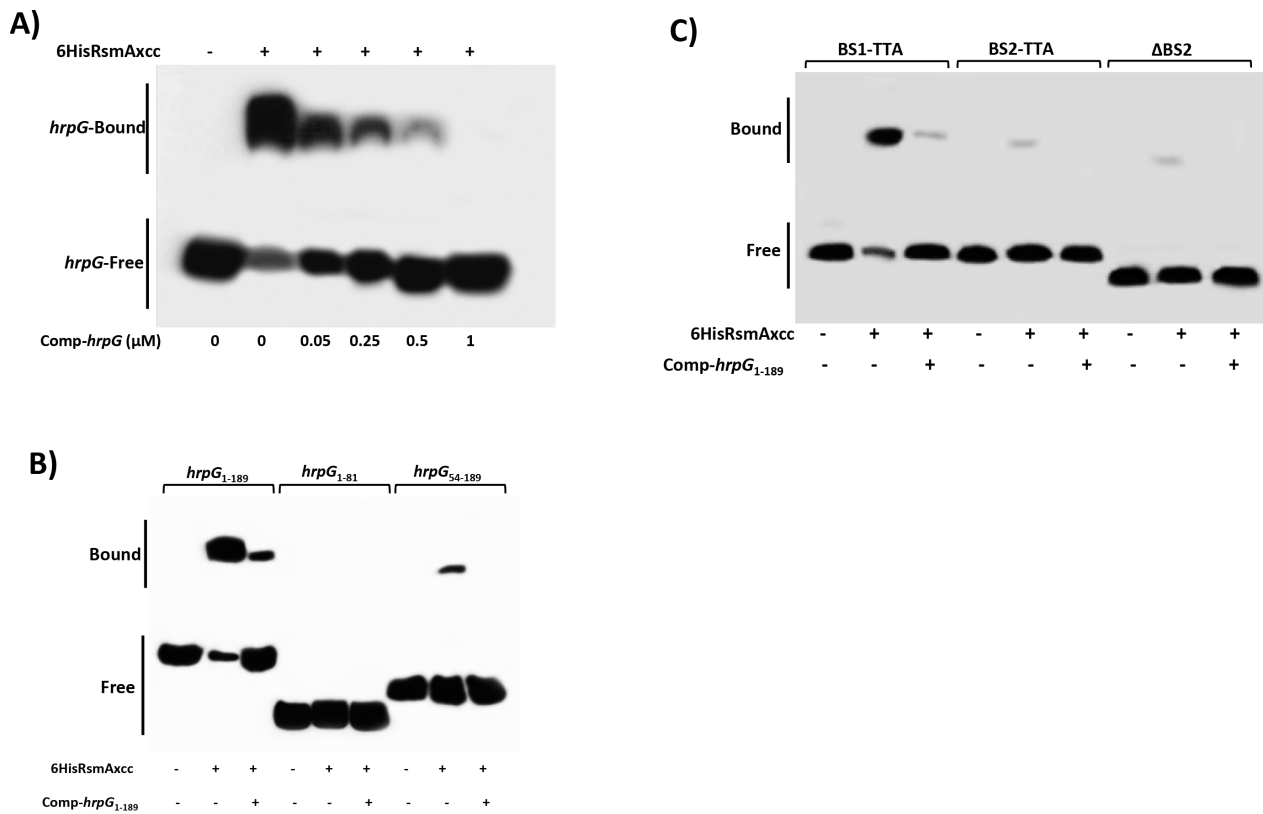 A)
6HisRsmAxcc - + + + + +
hrpG-Bound
hrpG-Free
Comp-hrpG (µM) 0 0 0.05 0.25 0.5 1
B)
hrpG1-189 hrpG1-81 hrpG54-189
Bound
Free
6HisRsmAxcc - + + - + + - + +
Comp-hrpG1-189 - - + - - + - - +
C)
BS1-TTA BS2-TTA ΔBS2
Bound
Free
6HisRsmAxcc - + + - + + - + +
Comp-hrpG1-189 - - + - - + - - +